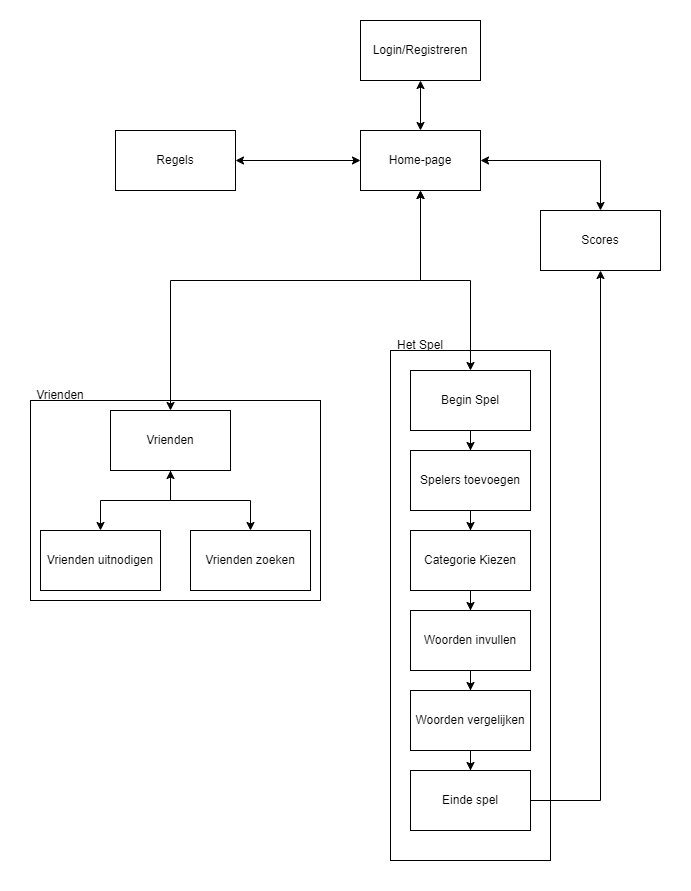 Login/Registreren
Regels
Home-page
Scores
Het Spel
Vrienden
Begin Spel
Vrienden
Spelers toevoegen
Vrienden uitnodigen
Vrienden zoeken
Categorie Kiezen
Woorden invullen
Woorden vergelijken
Einde spel